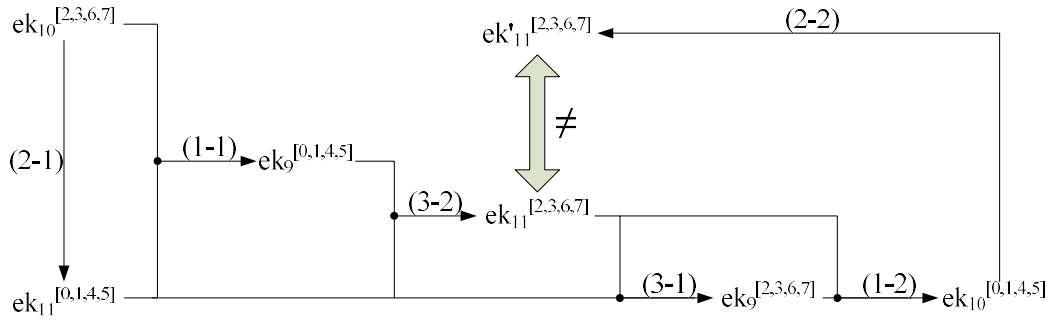 ek₁₀[2,3,6,7]
ek'₁₁[2,3,6,7]
(2-2)
(2-1)
(1-1)
ek₉[0,1,4,5]
≠
(3-2)
ek₁₁[2,3,6,7]
ek₁₁[0,1,4,5]
(3-1)
ek₉[2,3,6,7]
(1-2)
ek₁₀[0,1,4,5]